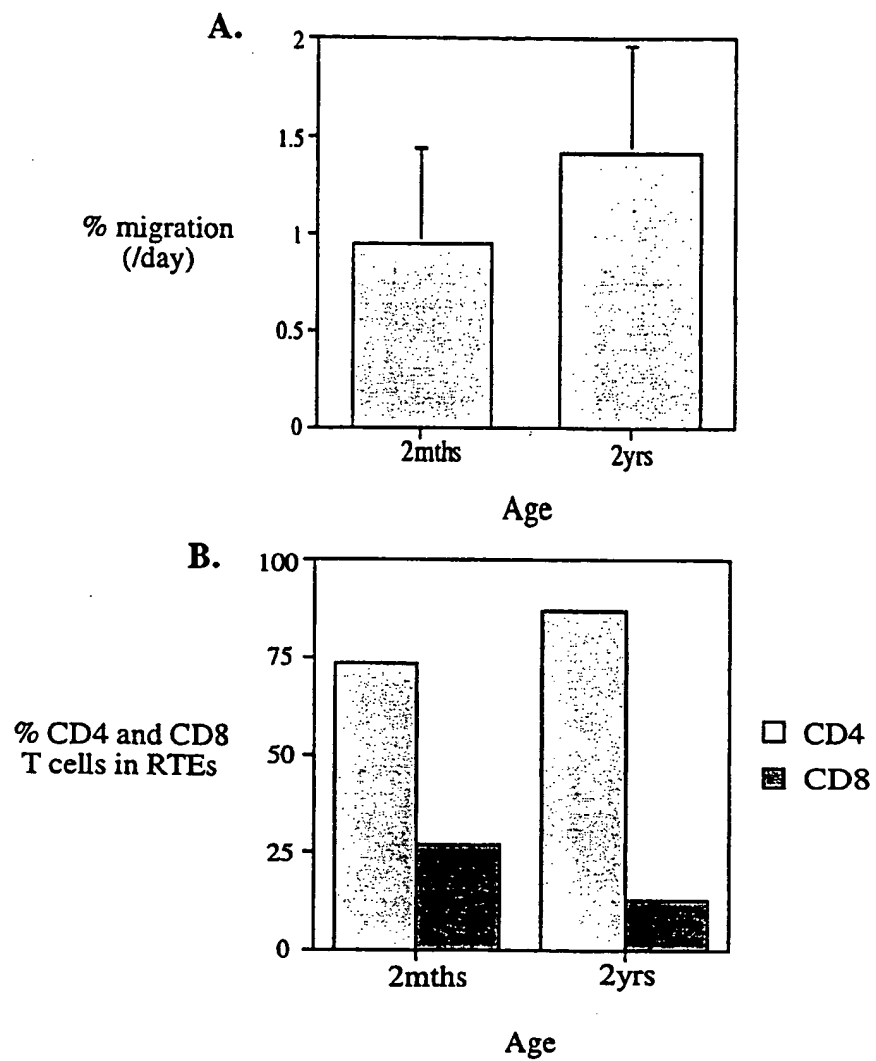 A.
2
1.5
1
0.5
0
% migration
(/day)
2mths
2yrs
Age
B.
100
75
50
25
0
% CD4 and CD8
T cells in RTEs
CD4
CD8
2mths
2yrs
Age